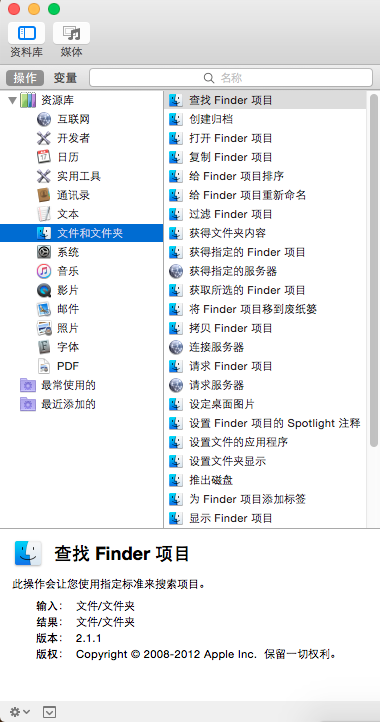 资料库
媒体
操作
变量
名称
资源库
互联网
开发者
日历
17
实用工具
通讯录
文本
文件和文件夹
系统
音乐
影片
邮件
照片
字体
PDF
最常使用的
最近添加的
查找 Finder 项目
创建归档
打开 Finder 项目
复制 Finder 项目
给 Finder 项目排序
给 Finder 项目重新命名
过滤 Finder 项目
获得文件夹内容
获得指定的 Finder 项目
获得指定的服务器
获取所选的 Finder 项目
将 Finder 项目移到废纸篓
拷贝 Finder 项目
连接服务器
请求 Finder 项目
请求服务器
设定桌面图片
设置 Finder 项目的 Spotlight 注释
设置文件的应用程序
设置文件夹显示
推出磁盘
为 Finder 项目添加标签
显示 Finder 项目
查找 Finder 项目
此操作会让您使用指定标准来搜索项目。
输入： 文件/文件夹
结果： 文件/文件夹
版本： 2.1.1
版权： Copyright © 2008-2012 Apple Inc. 保留一切权利。